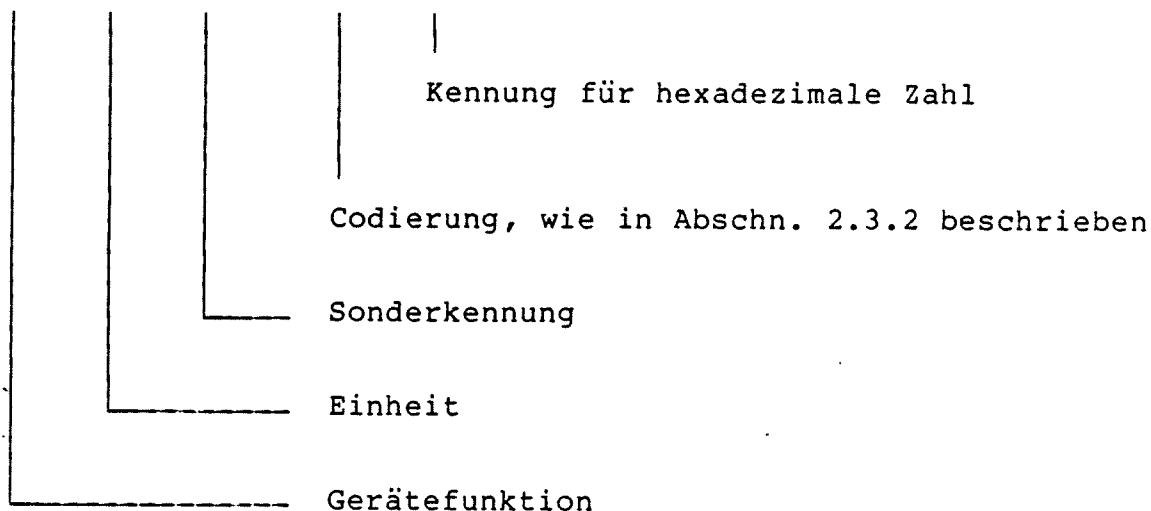 Kennung für hexadezimale Zahl
Codierung, wie in Abschn. 2.3.2 beschrieben
Sonderkennung
Einheit
Gerätefunktion